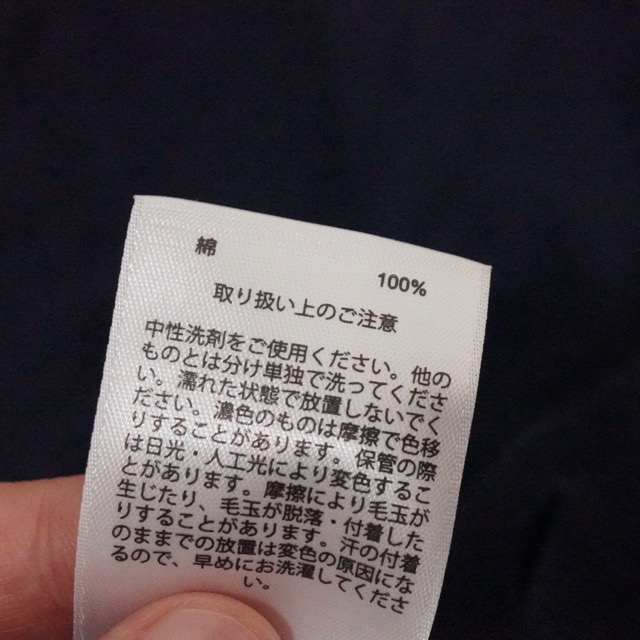 綿 100%
取り扱い上のご注意
中性洗剤をご使用ください。他の
ものとは分け単独で洗ってくださ
い。濡れた状態で放置しないでく
ださい。濃色のものは摩擦で色移
りすることがあります。保管の際
は日光・人工光により変色するこ
とがあります。摩擦により毛玉が
生じたり、毛玉が脱落・付着した
りすることがあります。汗の付着
のままでの放置は変色の原因にな
るので、早めにお洗濯してくださ
い。